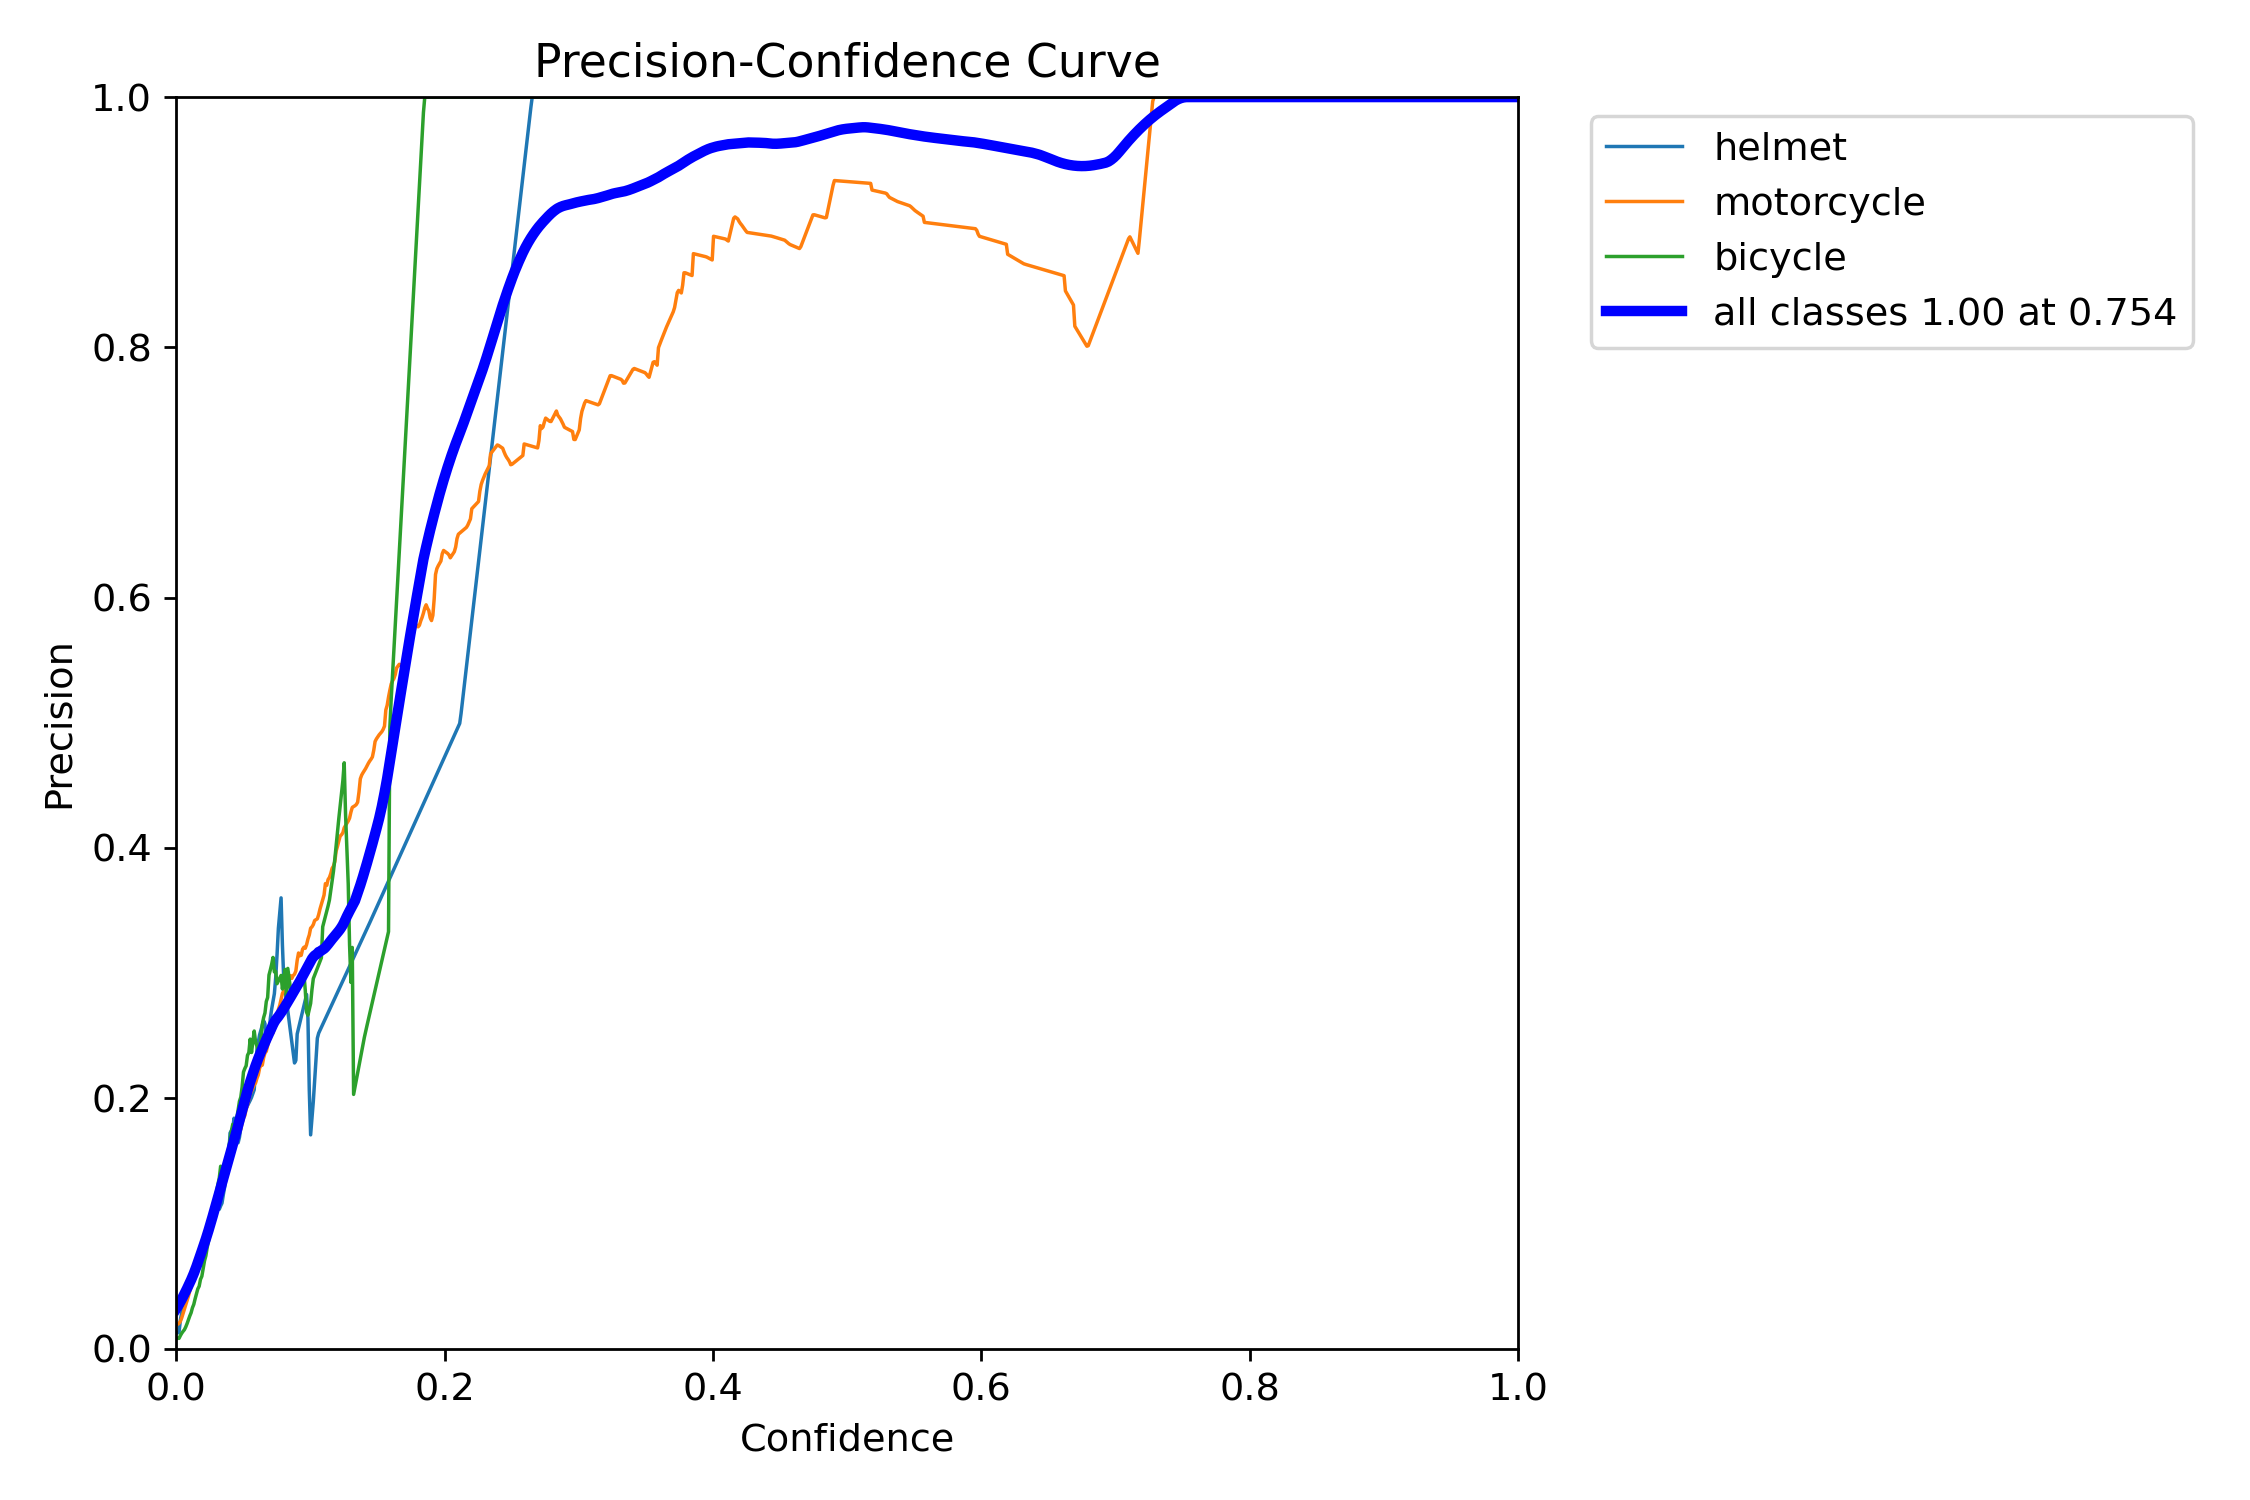 Precision-Confidence Curve
1.0
0.8
0.6
0.4
0.2
0.0
Precision
0.0 0.2 0.4 0.6 0.8 1.0
Confidence
helmet
motorcycle
bicycle
all classes 1.00 at 0.754